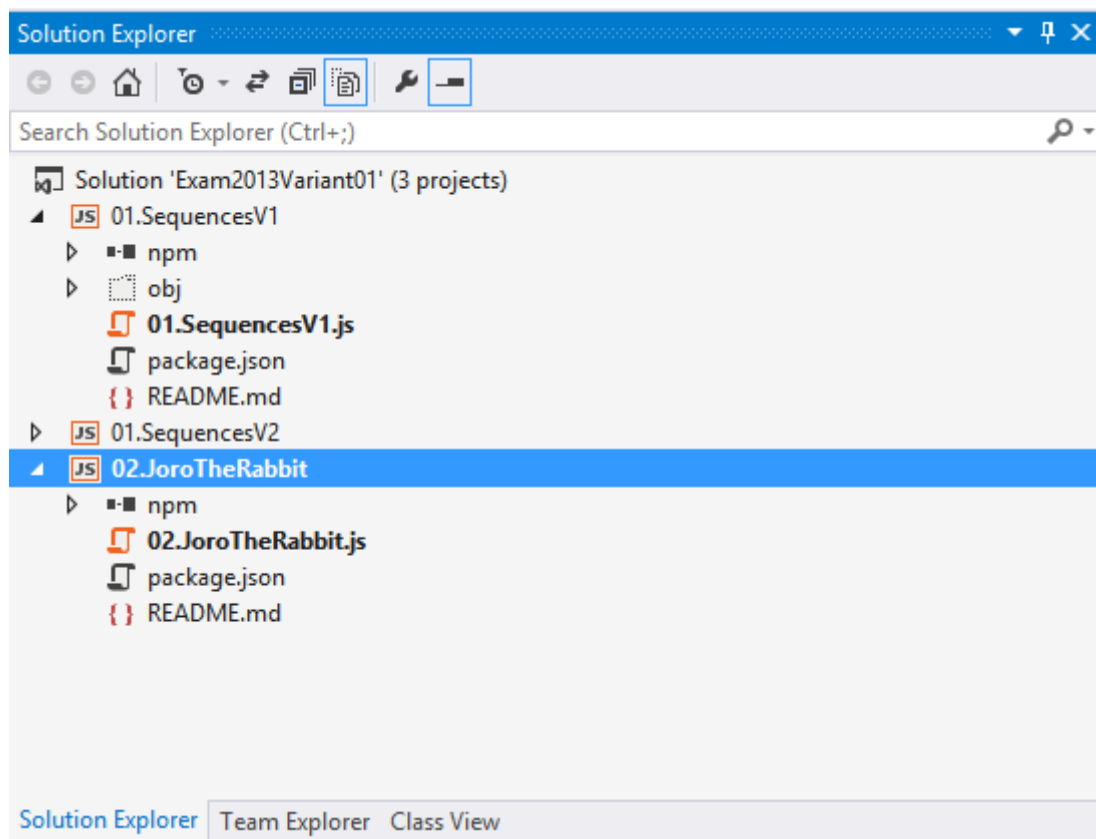 Solution Explorer
Search Solution Explorer (Ctrl+;)
Solution 'Exam2013Variant01' (3 projects)
JS 01.SequencesV1
npm
obj
01.SequencesV1.js
package.json
{ } README.md
JS 01.SequencesV2
JS 02.JoroTheRabbit
npm
02.JoroTheRabbit.js
package.json
{ } README.md
Solution Explorer Team Explorer Class View